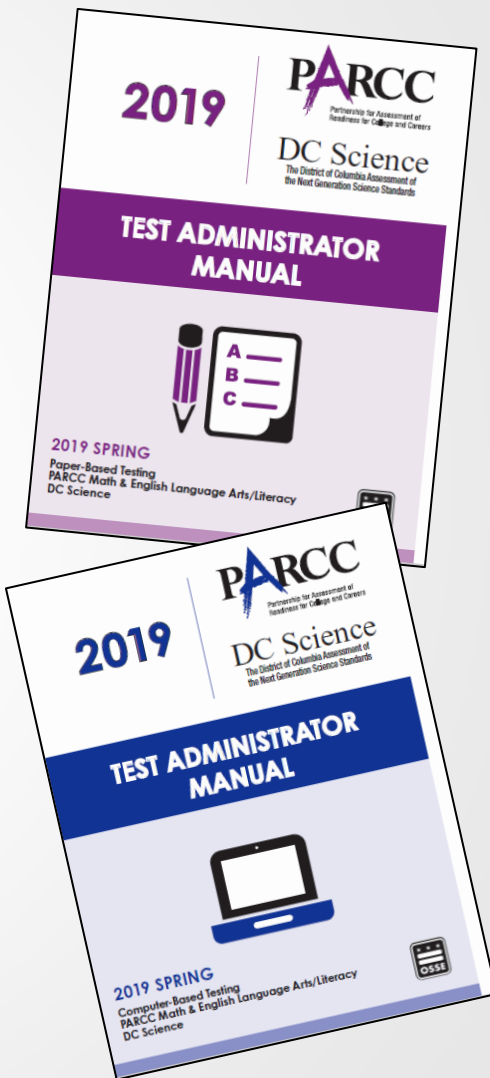 2019
PARCC
Partnership for Assessment of
Readiness for College and Careers
DC Science
The District of Columbia Assessment of
the Next Generation Science Standards
TEST ADMINISTRATOR
MANUAL
A
B
C
2019 SPRING
Paper-Based Testing
PARCC Math & English Language Arts/Literacy
DC Science
2019
PARCC
Partnership for Assessment of
Readiness for College and Careers
DC Science
The District of Columbia Assessment of
the Next Generation Science Standards
TEST ADMINISTRATOR
MANUAL
2019 SPRING
Computer-Based Testing
PARCC Math & English Language Arts/Literacy
DC Science
OSSE